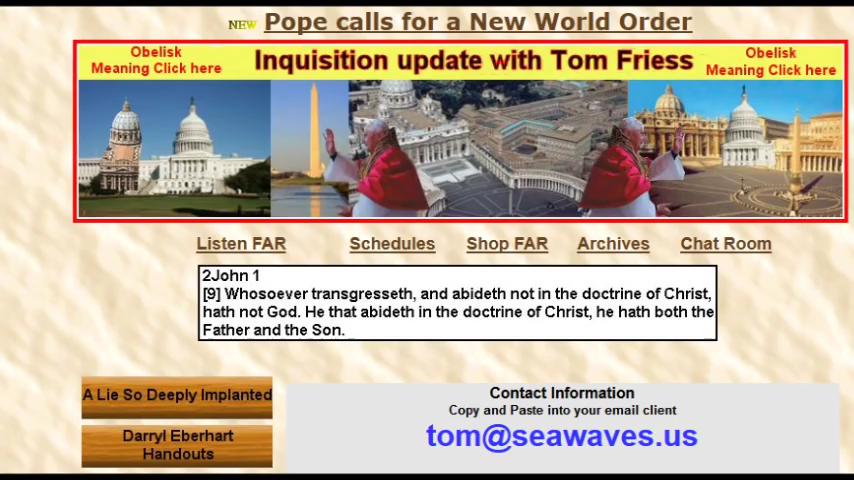 NEW Pope calls for a New World Order
Obelisk
Meaning Click here
Inquisition update with Tom Friess
Obelisk
Meaning Click here
Listen FAR Schedules Shop FAR Archives Chat Room
2John 1
[9] Whosoever transgresseth, and abideth not in the doctrine of Christ,
hath not God. He that abideth in the doctrine of Christ, he hath both the
Father and the Son.
A Lie So Deeply Implanted
Darryl Eberhart
Handouts
Contact Information
Copy and Paste into your email client
tom@seawaves.us